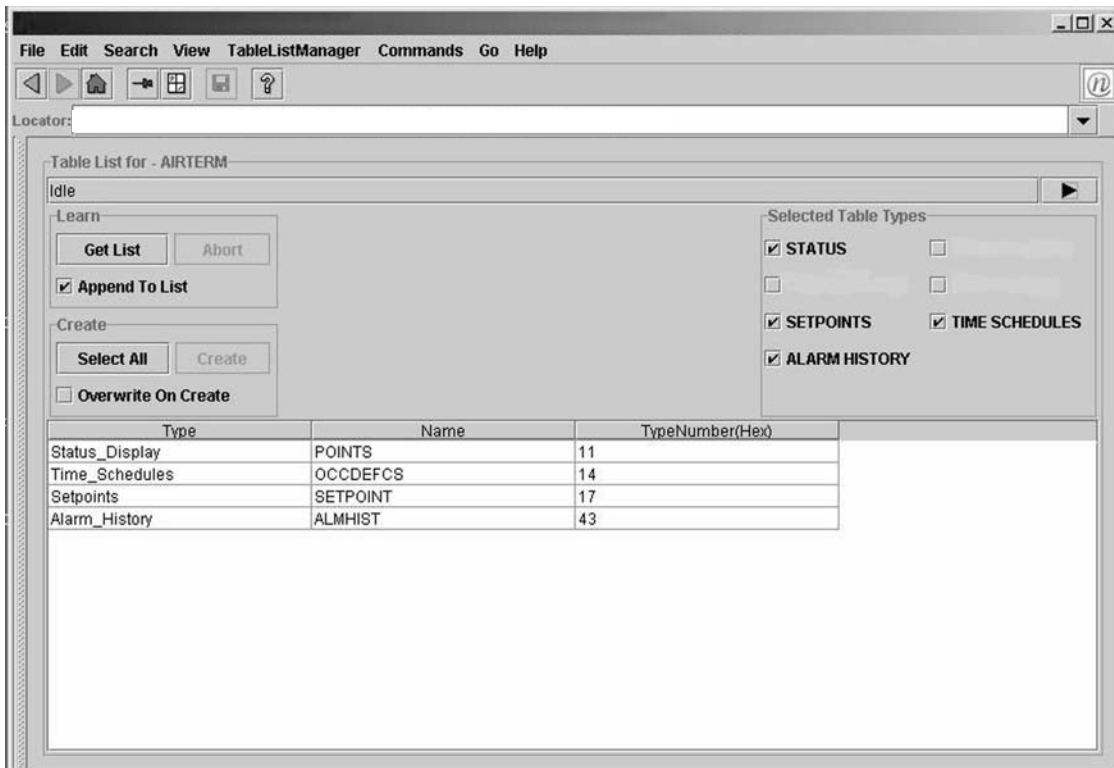 File Edit Search View TableListManager Commands Go Help
n
Locator:
Table List for - AIRTERM
Idle
Learn
Get List Abort
Append To List
Create
Select All Create
Overwrite On Create
Selected Table Types
STATUS
SETPOINTS TIME SCHEDULES
ALARM HISTORY
Type Name TypeNumber(Hex)
Status_Display POINTS 11
Time_Schedules OCCDEFCS 14
Setpoints SETPOINT 17
Alarm_History ALMHIST 43